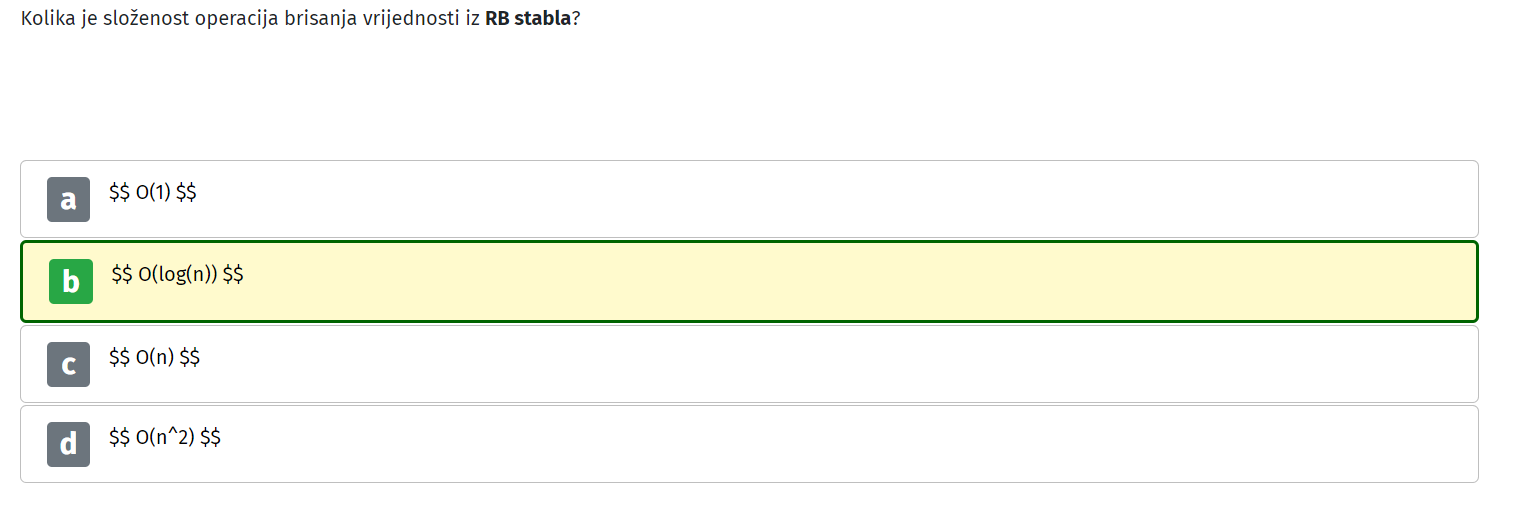 Kolika je složenost operacija brisanja vrijednosti iz RB stabla?
a $$ O(1) $$
b $$ O(log(n)) $$
c $$ O(n) $$
d $$ O(n^2) $$